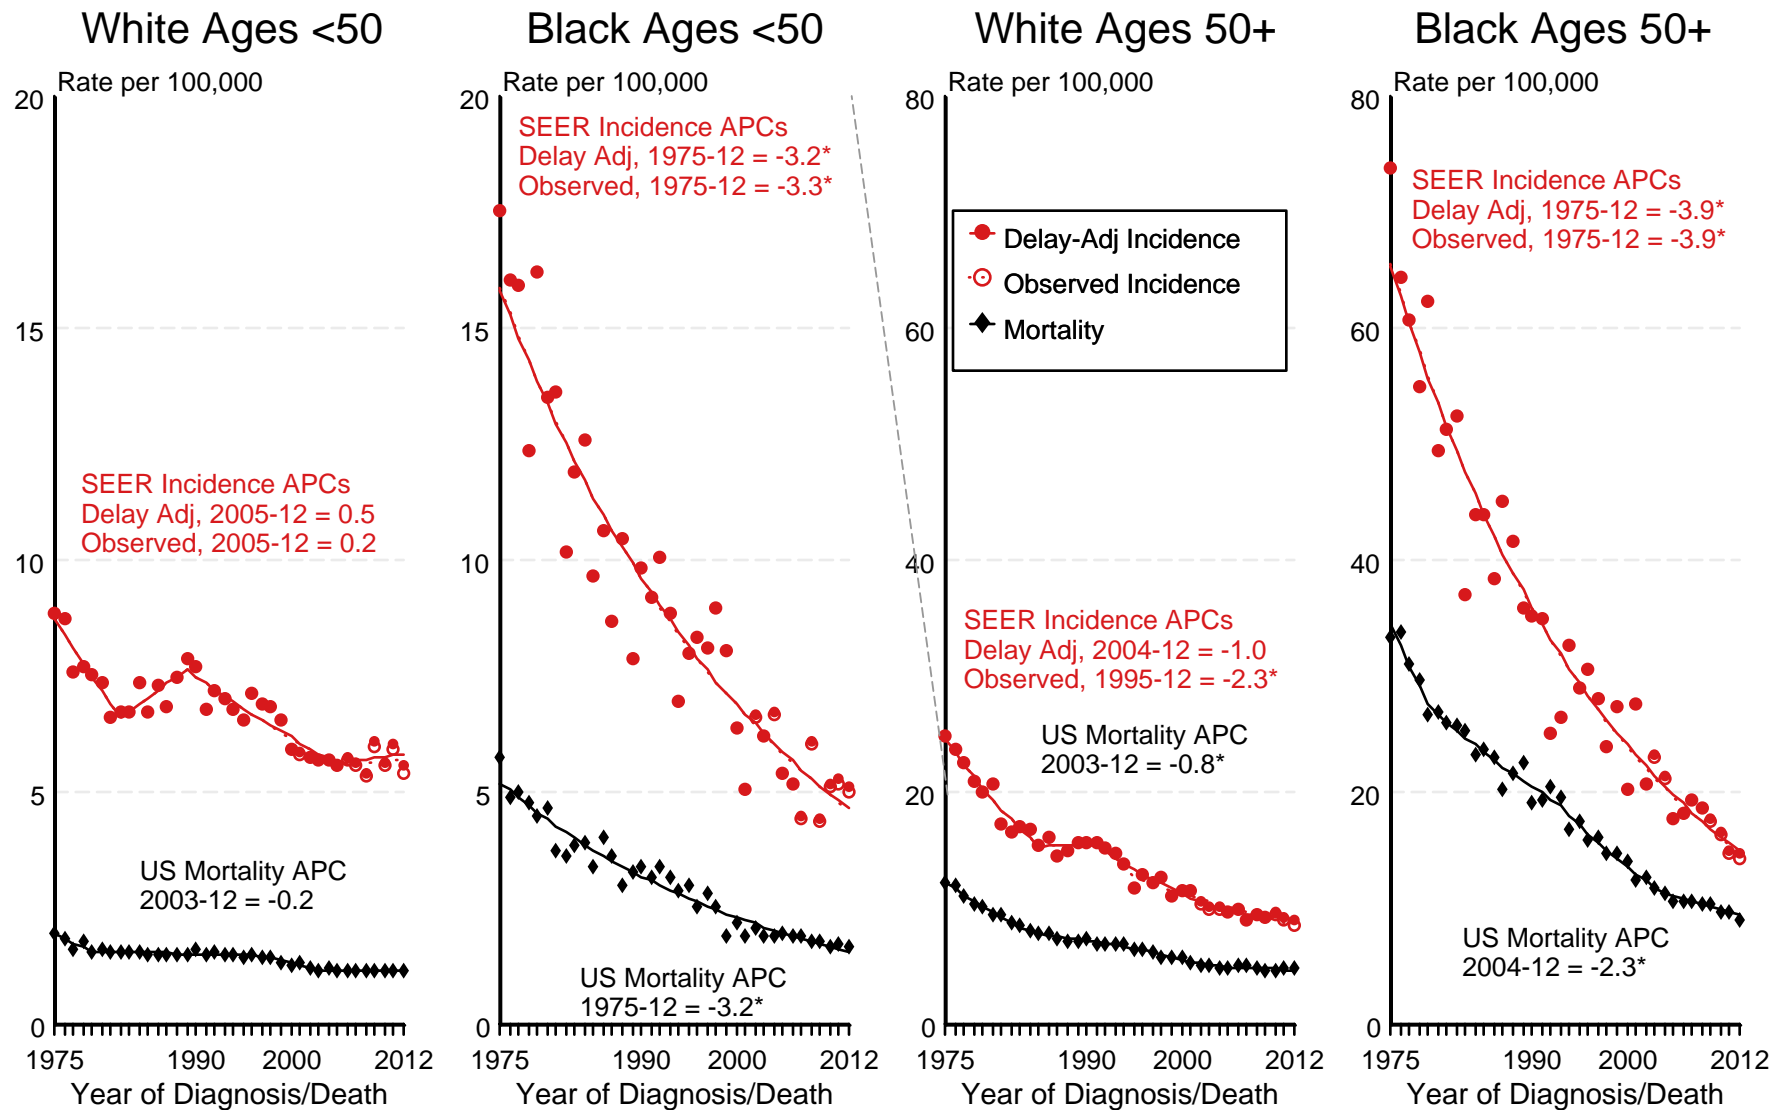 White Ages <50
Rate per 100,000
20
15
10
5
0
SEER Incidence APCs
Delay Adj, 2005-12 = 0.5
Observed, 2005-12 = 0.2
US Mortality APC
2003-12 = -0.2
1975
1990
2000
2012
Year of Diagnosis/Death
Black Ages <50
Rate per 100,000
20
15
10
5
0
SEER Incidence APCs
Delay Adj, 1975-12 = -3.2*
Observed, 1975-12 = -3.3*
US Mortality APC
1975-12 = -3.2*
1975
1990
2000
2012
Year of Diagnosis/Death
White Ages 50+
Rate per 100,000
80
60
40
20
0
Delay-Adj Incidence
Observed Incidence
Mortality
SEER Incidence APCs
Delay Adj, 2004-12 = -1.0
Observed, 1995-12 = -2.3*
US Mortality APC
2003-12 = -0.8*
1975
1990
2000
2012
Year of Diagnosis/Death
Black Ages 50+
Rate per 100,000
80
60
40
20
0
SEER Incidence APCs
Delay Adj, 1975-12 = -3.9*
Observed, 1975-12 = -3.9*
US Mortality APC
2004-12 = -2.3*
1975
1990
2000
2012
Year of Diagnosis/Death